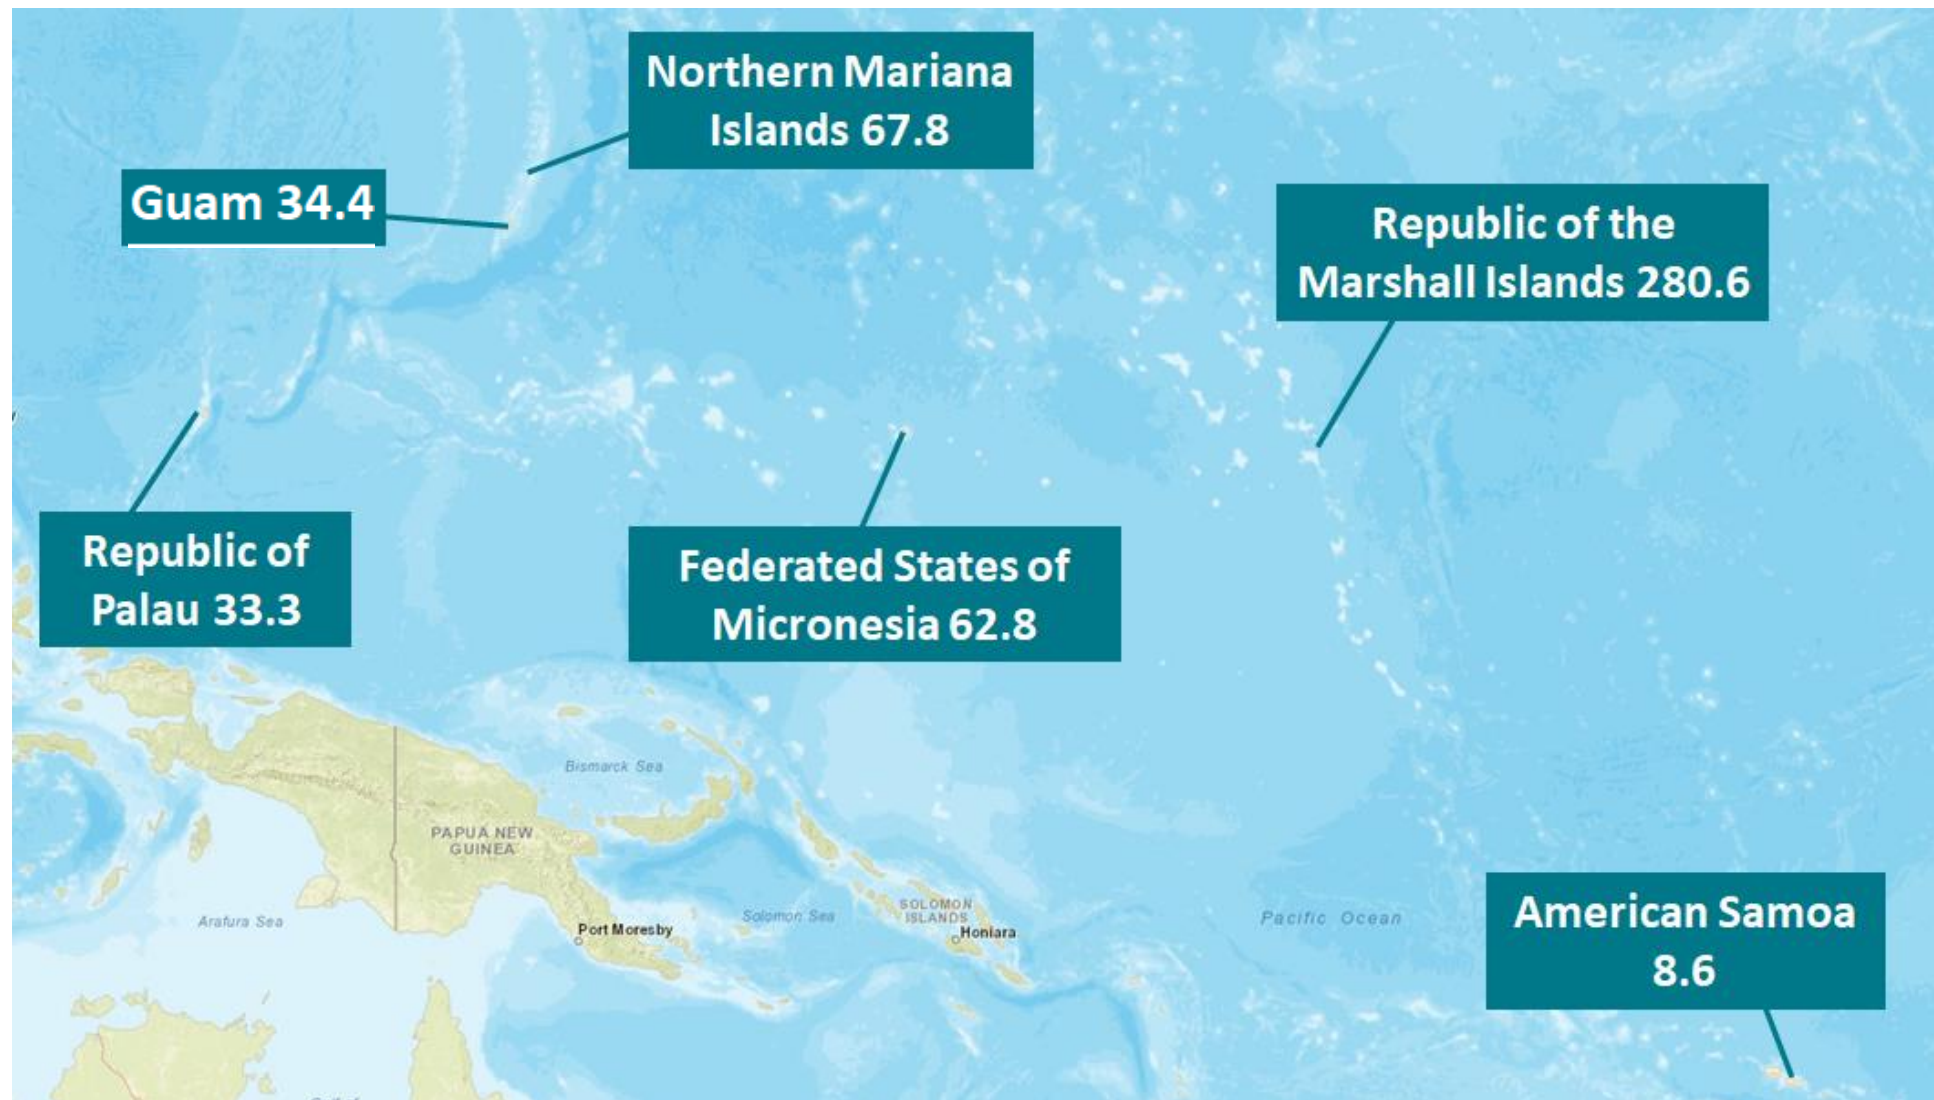 Northern Mariana
Islands 67.8
Guam 34.4
Republic of the
Marshall Islands 280.6
Republic of
Palau 33.3
Federated States of
Micronesia 62.8
Bismarck Sea
PAPUA NEW
GUINEA
Arafura Sea
Port Moresby
Solomon Sea
SOLOMON
ISLANDS
Honiara
Pacific Ocean
American Samoa
8.6